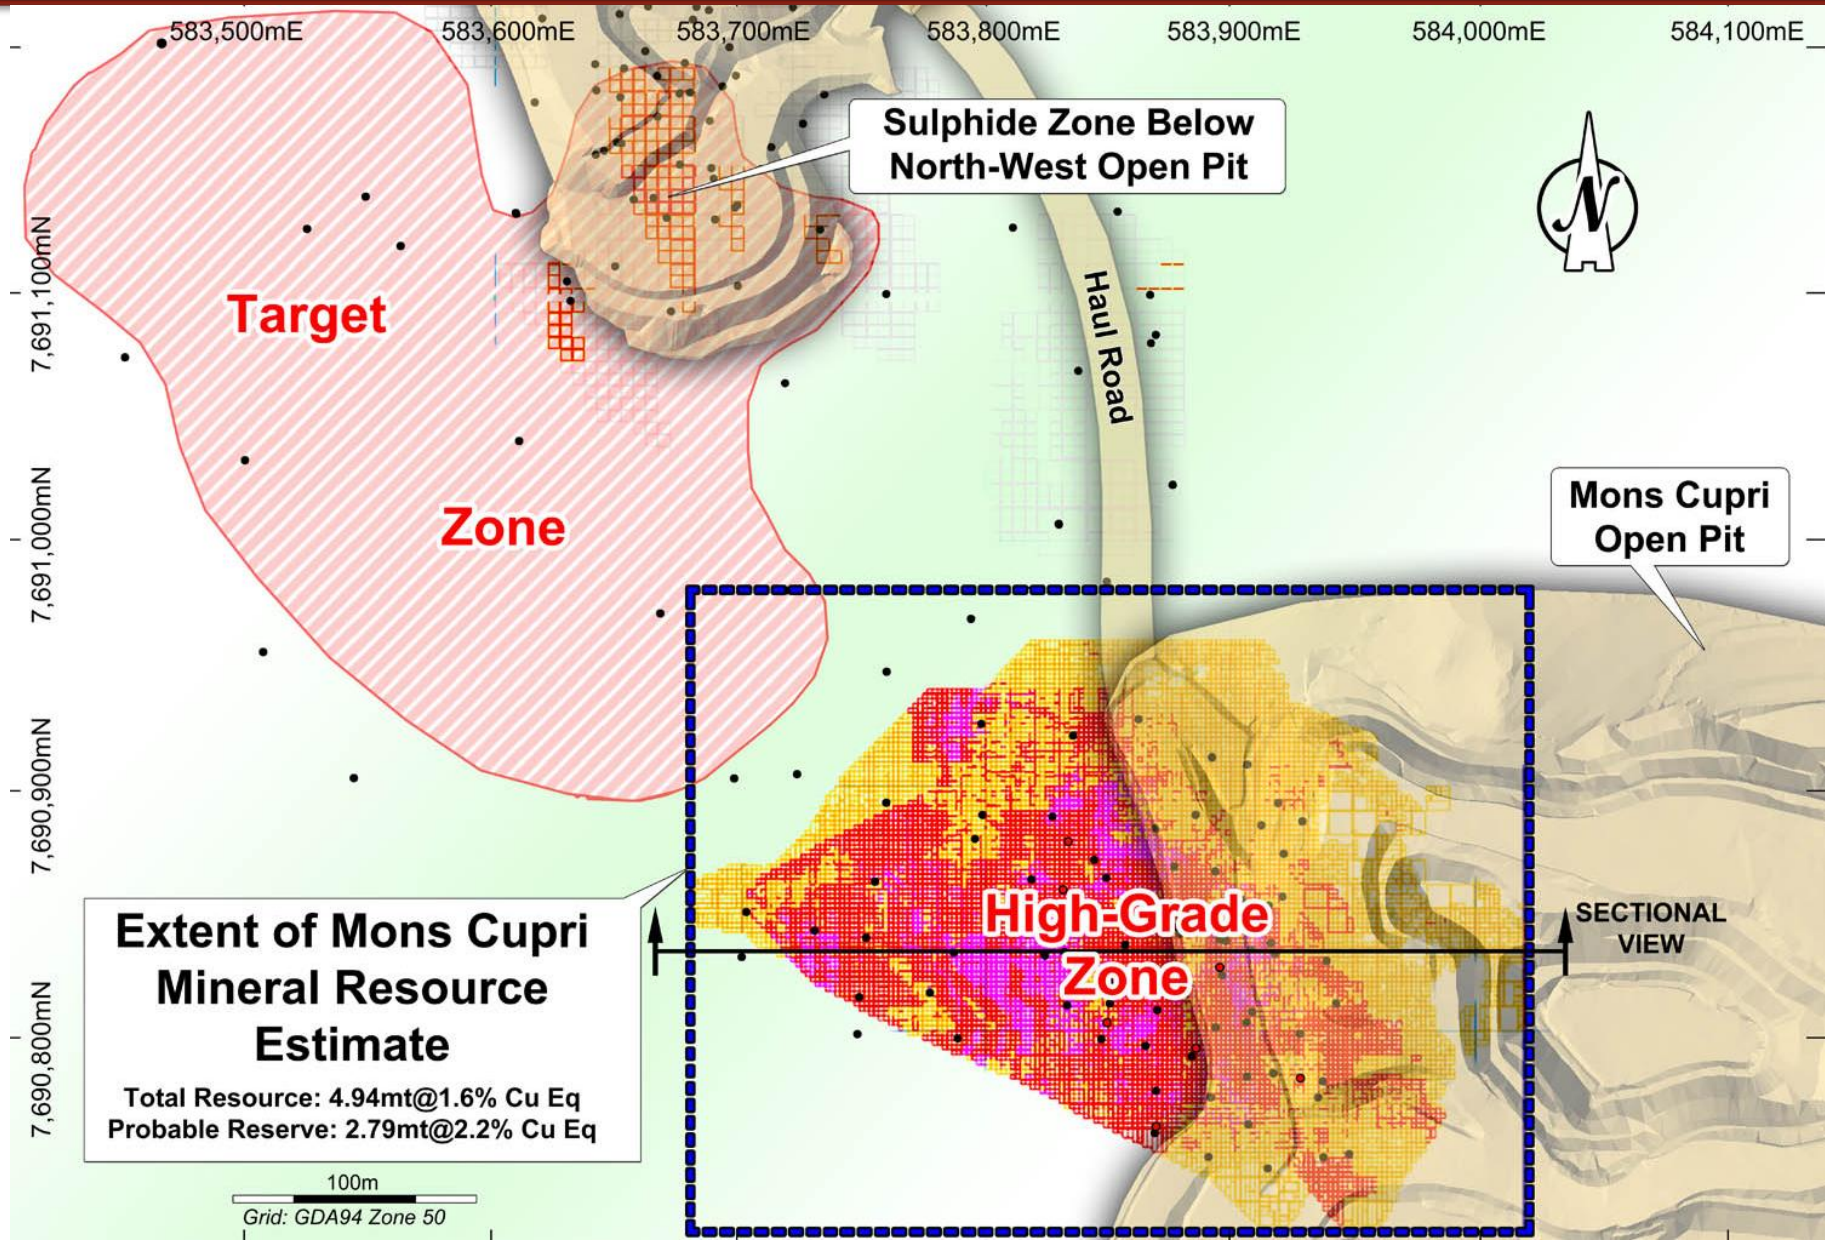 583,500mE
583,600mE
583,700mE
583,800mE
583,900mE
584,000mE
584,100mE
Sulphide Zone Below
North-West Open Pit
N
7,691,100mN
Target
Haul Road
7,691,000mN
Zone
Mons Cupri
Open Pit
7,690,900mN
Extent of Mons Cupri
Mineral Resource
Estimate
Total Resource: 4.94mt@1.6% Cu Eq
Probable Reserve: 2.79mt@2.2% Cu Eq
High-Grade
Zone
SECTIONAL
VIEW
7,690,800mN
100m
Grid: GDA94 Zone 50